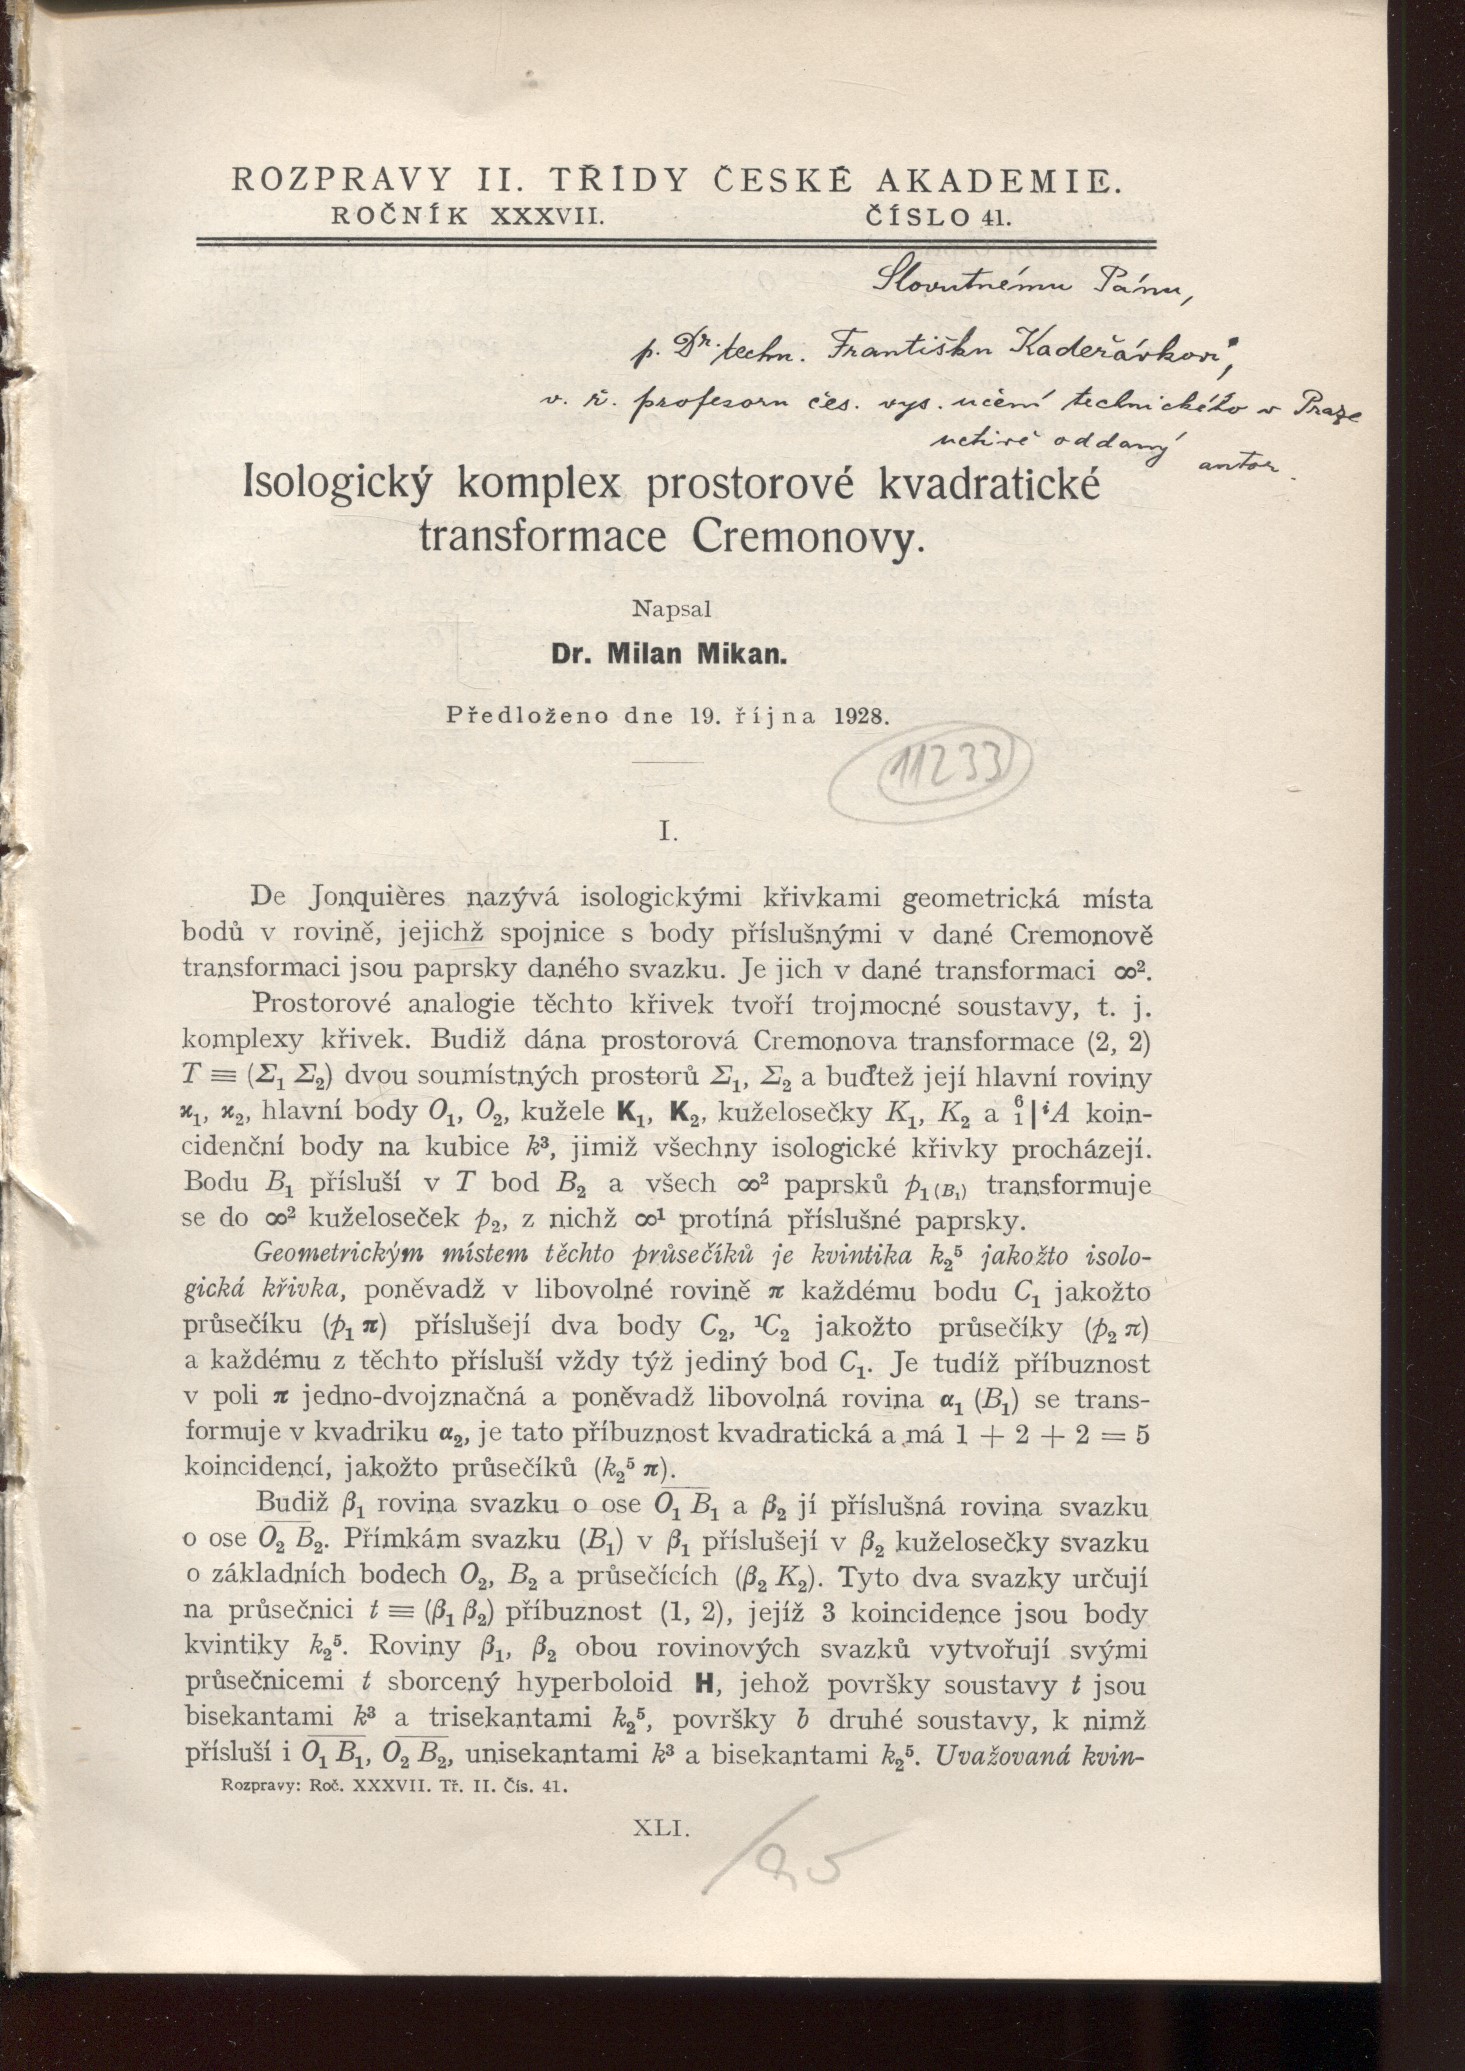 ROZPRAVY II. TŘÍDY ČESKÉ AKADEMIE.
ROČNÍK XXXVII. ČÍSLO 41.
Slovutnému Pánu,
p. Dr. techn. Františku Kadeřávkovi,
v. ř. profesoru čes. vys. učení technického v Praze
uctivě oddaný
autor.
Isologický komplex prostorové kvadratické
transformace Cremonovy.
Napsal
Dr. Milan Mikan.
Předloženo dne 19. října 1928.
11233
I.
De Jonquières nazývá isologickými křivkami geometrická místa
bodů v rovině, jejichž spojnice s body příslušnými v dané Cremonově
transformaci jsou paprsky daného svazku. Je jich v dané transformaci ∞².
Prostorové analogie těchto křivek tvoří trojmocné soustavy, t. j.
komplexy křivek. Budiž dána prostorová Cremonova transformace (2, 2)
T ≡ (Σ₁ Σ₂) dvou soumístných prostorů Σ₁, Σ₂ a buďtež její hlavní roviny
ϰ₁, ϰ₂, hlavní body O₁, O₂, kužele K₁, K₂, kuželosečky K₁, K₂ a ⁶₁|ⁱA koin-
cidenční body na kubice k³, jimiž všechny isologické křivky procházejí.
Bodu B₁ přísluší v T bod B₂ a všech ∞² paprsků p₁(B₁) transformuje
se do ∞² kuželoseček p₂, z nichž ∞¹ protíná příslušné paprsky.
Geometrickým místem těchto průsečíků je kvintika k₂⁵ jakožto isolo-
gická křivka, poněvadž v libovolné rovině π každému bodu C₁ jakožto
průsečíku (p₁ π) příslušejí dva body C₂, ¹C₂ jakožto průsečíky (p₂ π)
a každému z těchto přísluší vždy týž jediný bod C₁. Je tudíž příbuznost
v poli π jedno-dvojznačná a poněvadž libovolná rovina α₁ (B₁) se trans-
formuje v kvadriku α₂, je tato příbuznost kvadratická a má 1 + 2 + 2 = 5
koincidencí, jakožto průsečíků (k₂⁵ π).
Budiž β₁ rovina svazku o ose O₁ B₁ a β₂ jí příslušná rovina svazku
o ose O₂ B₂. Přímkám svazku (B₁) v β₁ příslušejí v β₂ kuželosečky svazku
o základních bodech O₂, B₂ a průsečících (β₂ K₂). Tyto dva svazky určují
na průsečnici t ≡ (β₁ β₂) příbuznost (1, 2), jejíž 3 koincidence jsou body
kvintiky k₂⁵. Roviny β₁, β₂ obou rovinových svazků vytvořují svými
průsečnicemi t sborcený hyperboloid H, jehož površky soustavy t jsou
bisekantami k³ a trisekantami k₂⁵, površky b druhé soustavy, k nimž
přísluší i O₁ B₁, O₂ B₂, unisekantami k³ a bisekantami k₂⁵. Uvažovaná kvin-
Rozpravy: Roč. XXXVII. Tř. II. Čís. 41.
XLI.